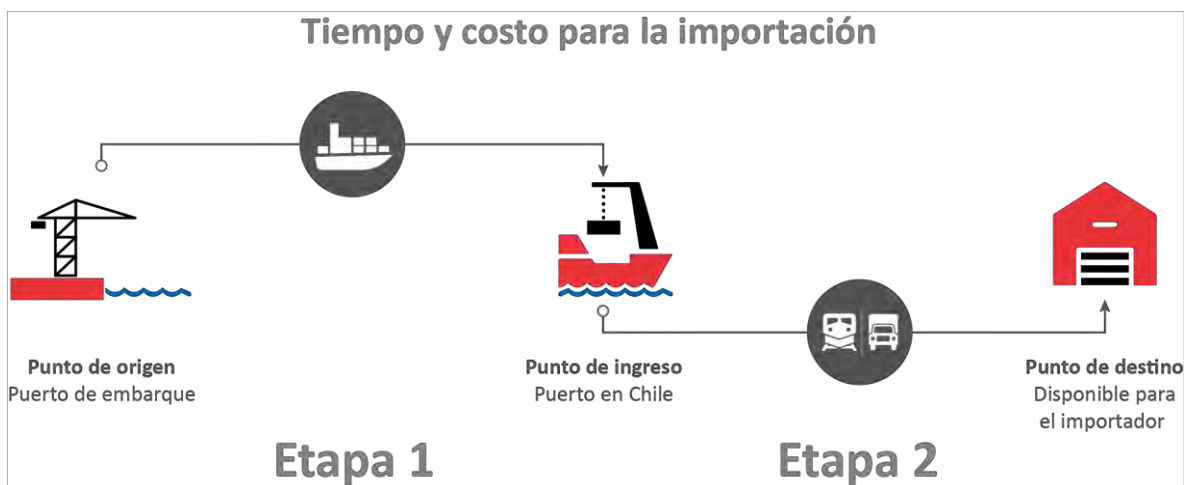 Tiempo y costo para la importación
Punto de origen
Puerto de embarque
Punto de ingreso
Puerto en Chile
Punto de destino
Disponible para
el importador
Etapa 1
Etapa 2